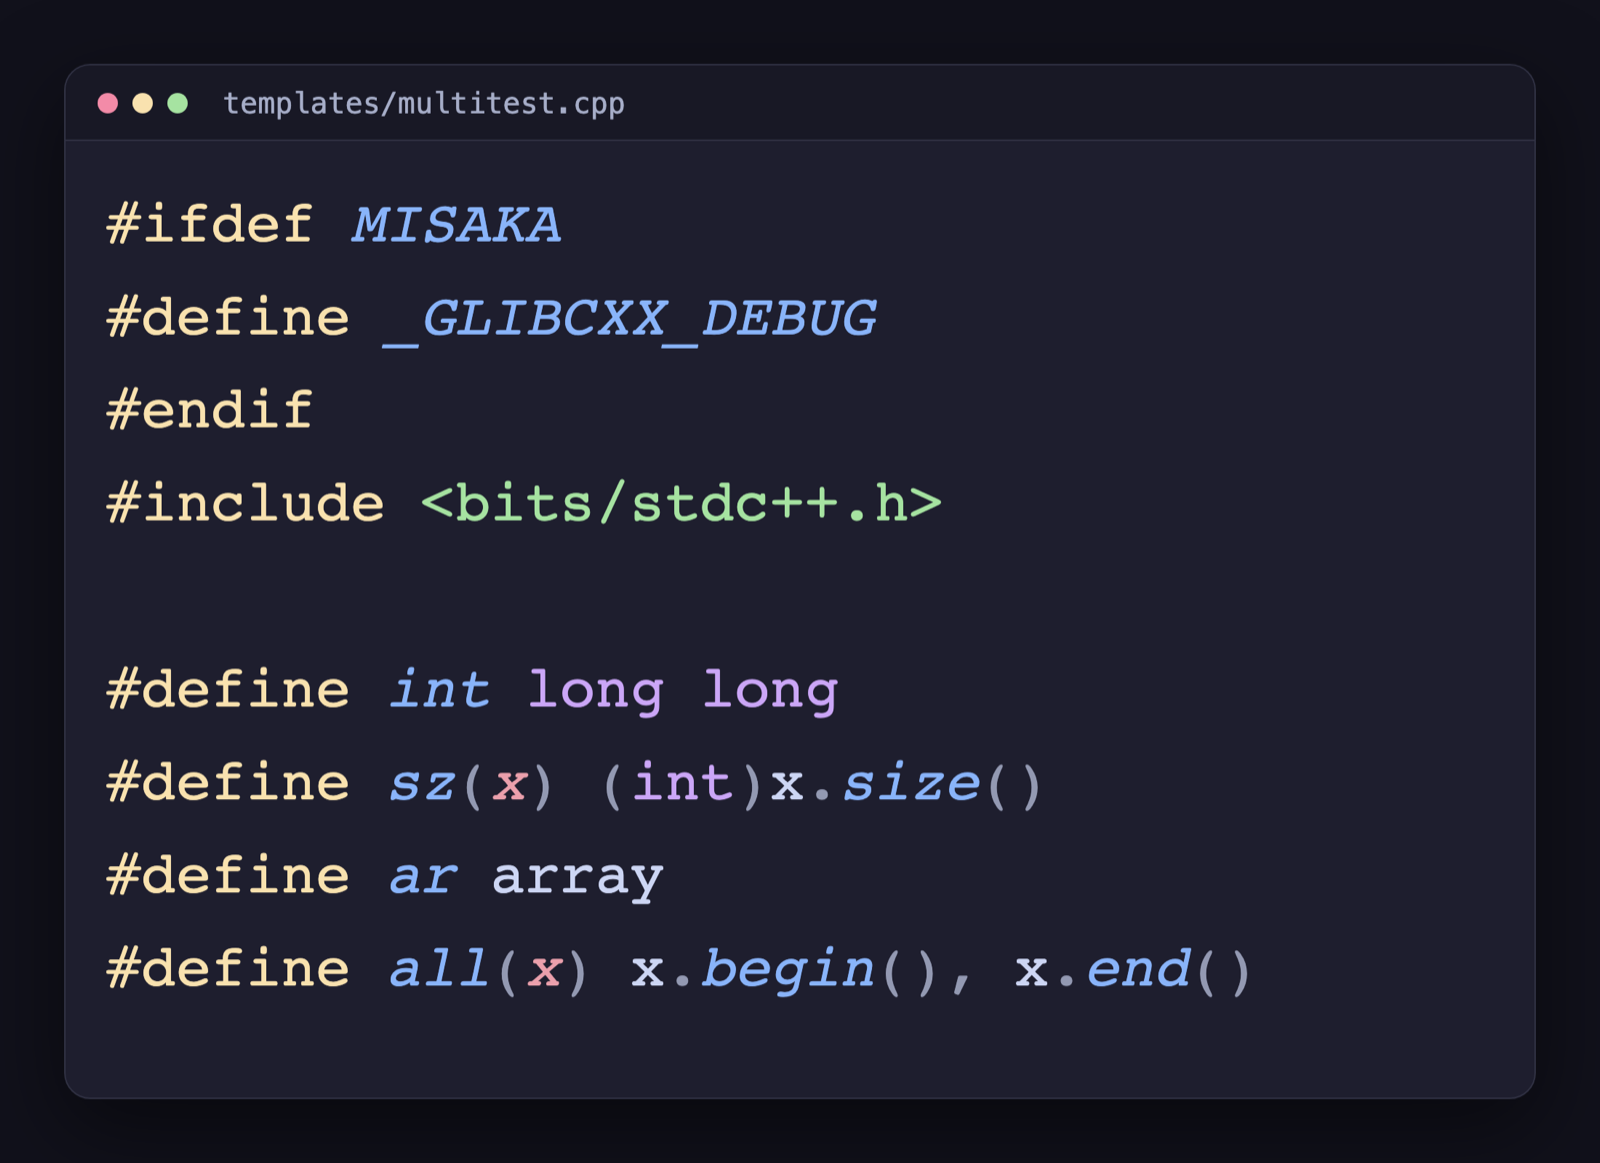 templates/multitest.cpp
#ifdef MISAKA
#define _GLIBCXX_DEBUG
#endif
#include <bits/stdc++.h>
#define int long long
#define sz(x) (int)x.size()
#define ar array
#define all(x) x.begin(), x.end()